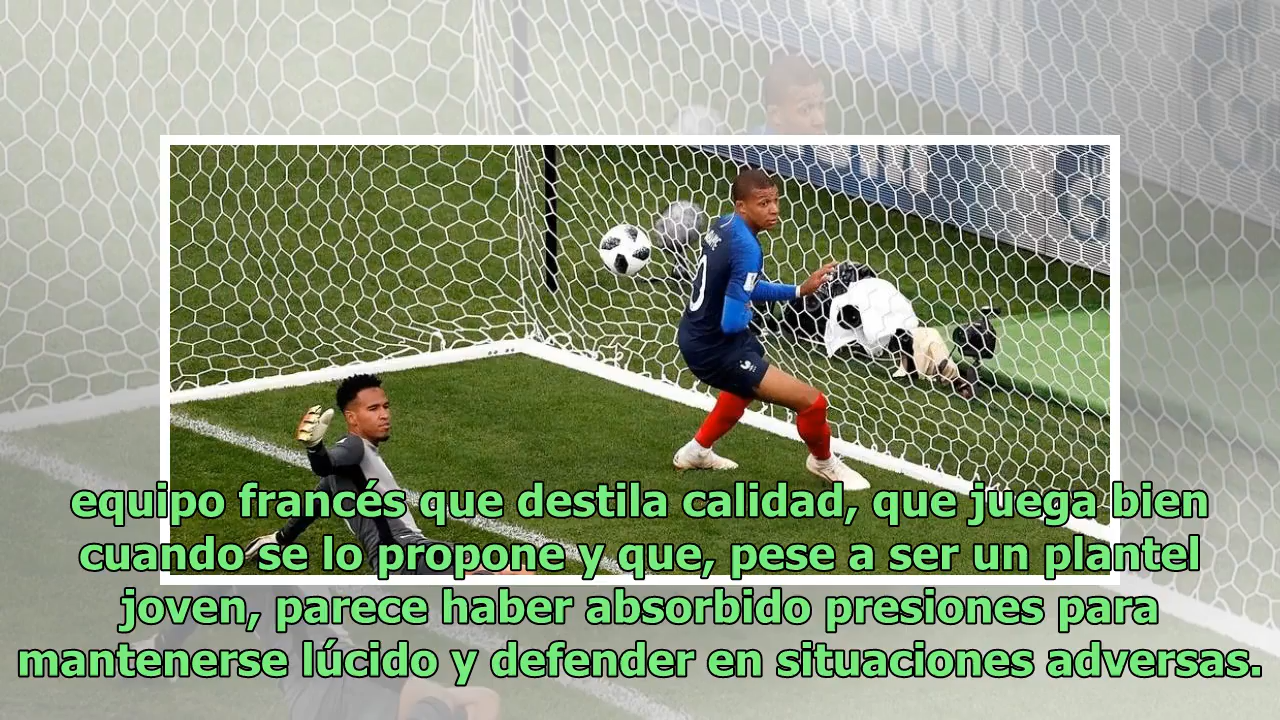 equipo francés que destila calidad, que juega bien
cuando se lo propone y que, pese a ser un plantel
joven, parece haber absorbido presiones para
mantenerse lúcido y defender en situaciones adversas.